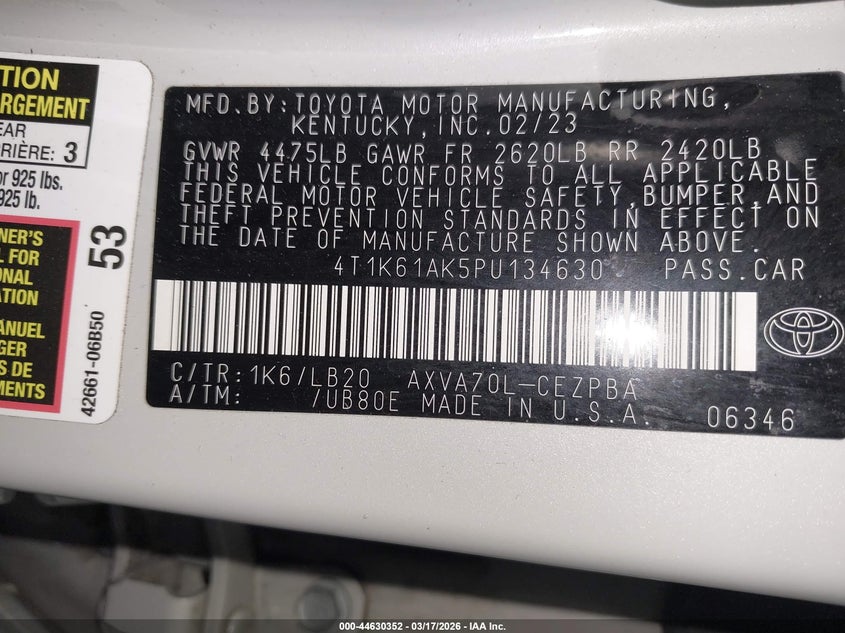 TION
ARGEMENT
EAR
RRIÈRE: 3
or 925 lbs.
925 lb.
NER'S
L FOR
ONAL
ATION
MANUEL
GER
S DE
MENTS
53
42661-06B50
MFD.BY:TOYOTA MOTOR MANUFACTURING,
KENTUCKY,INC.02/23
GVWR 4475LB GAWR FR 2620LB RR 2420LB
THIS VEHICLE CONFORMS TO ALL APPLICABLE
FEDERAL MOTOR VEHICLE SAFETY,BUMPER,AND
THEFT PREVENTION STANDARDS IN EFFECT ON
THE DATE OF MANUFACTURE SHOWN ABOVE.
4T1K61AK5PU134630 PASS.CAR
C/TR:1K6/LB20 AXVA70L-CEZPBA
A/TM: /UB80E MADE IN U.S.A. 06346
000-44630352 - 03/17/2026 - IAA Inc.